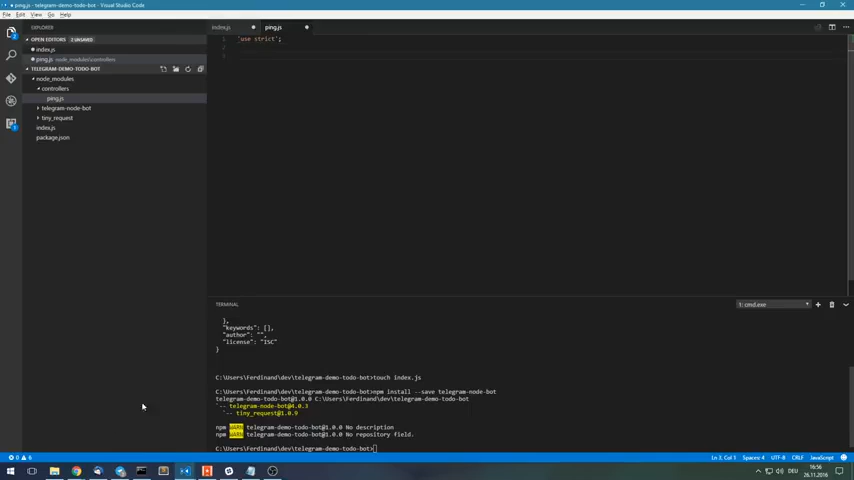 ping.js - telegram-demo-todo-bot - Visual Studio Code
File Edit View Go Help
EXPLORER
index.js
ping.js
OPEN EDITORS 2 UNSAVED
index.js
ping.js node_modules\controllers
TELEGRAM-DEMO-TODO-BOT
node_modules
controllers
ping.js
telegram-node-bot
tiny_request
index.js
package.json
1 'use strict';
2
3
TERMINAL
1: cmd.exe
},
"keywords": [],
"author": "",
"license": "ISC"
}
C:\Users\Ferdinand\dev\telegram-demo-todo-bot>touch index.js
C:\Users\Ferdinand\dev\telegram-demo-todo-bot>npm install --save telegram-node-bot
telegram-demo-todo-bot@1.0.0 C:\Users\Ferdinand\dev\telegram-demo-todo-bot
`-- telegram-node-bot@4.0.3
`-- tiny_request@1.0.9
npm WARN telegram-demo-todo-bot@1.0.0 No description
npm WARN telegram-demo-todo-bot@1.0.0 No repository field.
C:\Users\Ferdinand\dev\telegram-demo-todo-bot>
Ln 3, Col 1 Spaces: 4 UTF-8 CRLF JavaScript
DEU
16:56
26.11.2016